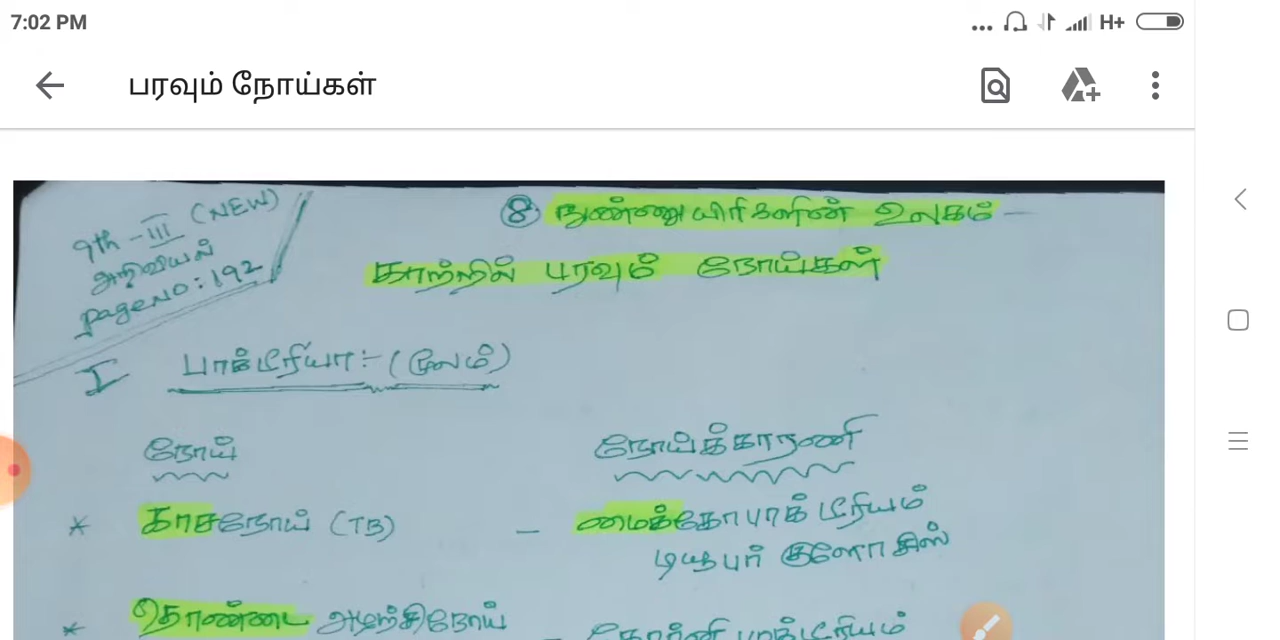 7:02 PM
H+
பரவும் நோய்கள்
9th - III (NEW)
அறிவியல்
page NO : 192
8 நுண்ணுயிரிகளின் உலகம் -
காற்றில் பரவும் நோய்கள்
I பாக்டீரியா :- (மூலம்)
நோய் நோய்க்காரணி
* காசநோய் (TB) - மைக்கோபாக்டீரியம்
டியூபர்குளோசிஸ்
* தொண்டை அடிற்சிநோய் -